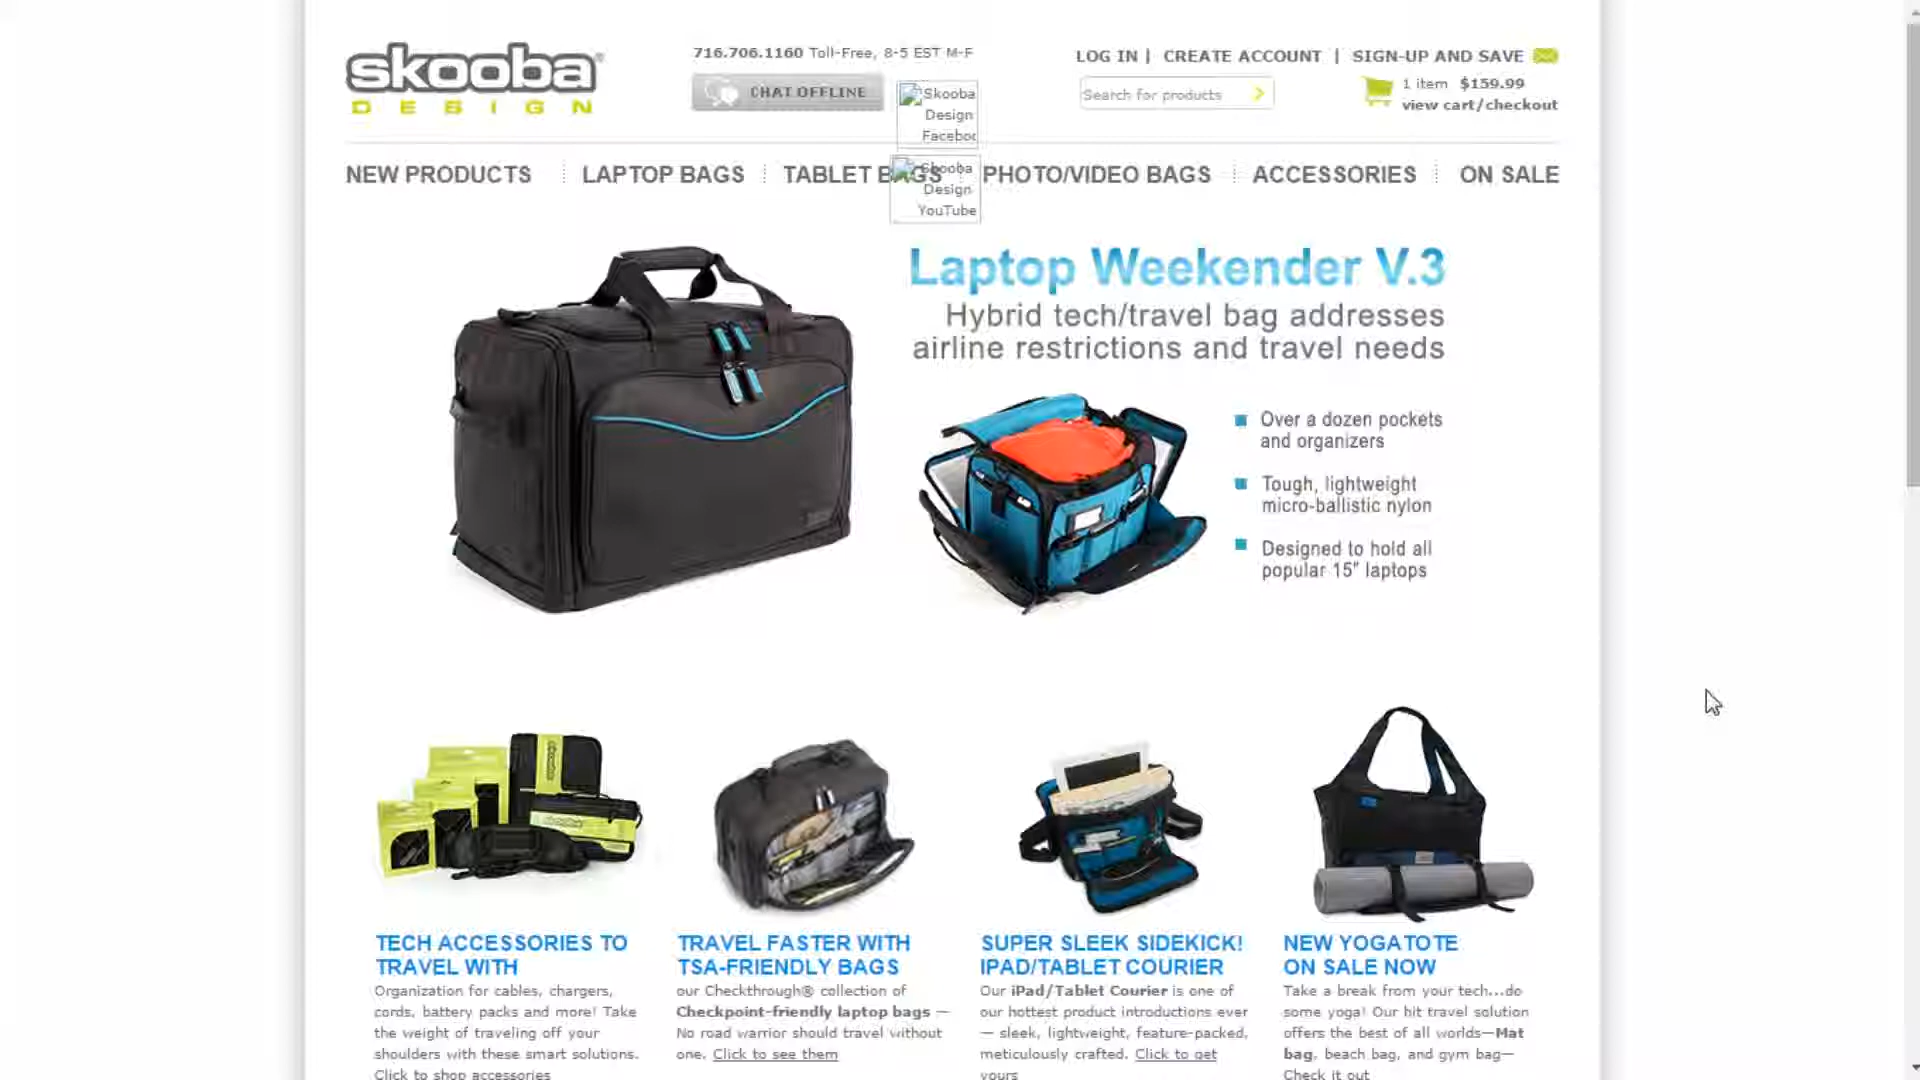 skooba
DESIGN
716.706.1160 Toll-Free, 8-5 EST M-F
CHAT OFFLINE
Skooba
Design
Skooba
Design
YouTube
LOG IN | CREATE ACCOUNT | SIGN-UP AND SAVE
Search for products
1 item $159.99
view cart/checkout
NEW PRODUCTS
LAPTOP BAGS
TABLET BAGS
PHOTO/VIDEO BAGS
ACCESSORIES
ON SALE
Laptop Weekender V.3
Hybrid tech/travel bag addresses
airline restrictions and travel needs
Over a dozen pockets
and organizers
Tough, lightweight
micro-ballistic nylon
Designed to hold all
popular 15" laptops
TECH ACCESSORIES TO
TRAVEL WITH
Organization for cables, chargers,
cords, battery packs and more! Take
the weight of traveling off your
shoulders with these smart solutions.
Click to shop accessories
TRAVEL FASTER WITH
TSA-FRIENDLY BAGS
our Checkthrough® collection of
Checkpoint-friendly laptop bags —
No road warrior should travel without
one. Click to see them
SUPER SLEEK SIDEKICK!
IPAD/TABLET COURIER
Our iPad/Tablet Courier is one of
our hottest product introductions ever
— sleek, lightweight, feature-packed,
meticulously crafted. Click to get
yours
NEW YOGATOTE
ON SALE NOW
Take a break from your tech...do
some yoga! Our hit travel solution
offers the best of all worlds—Mat
bag, beach bag, and gym bag—
Check it out